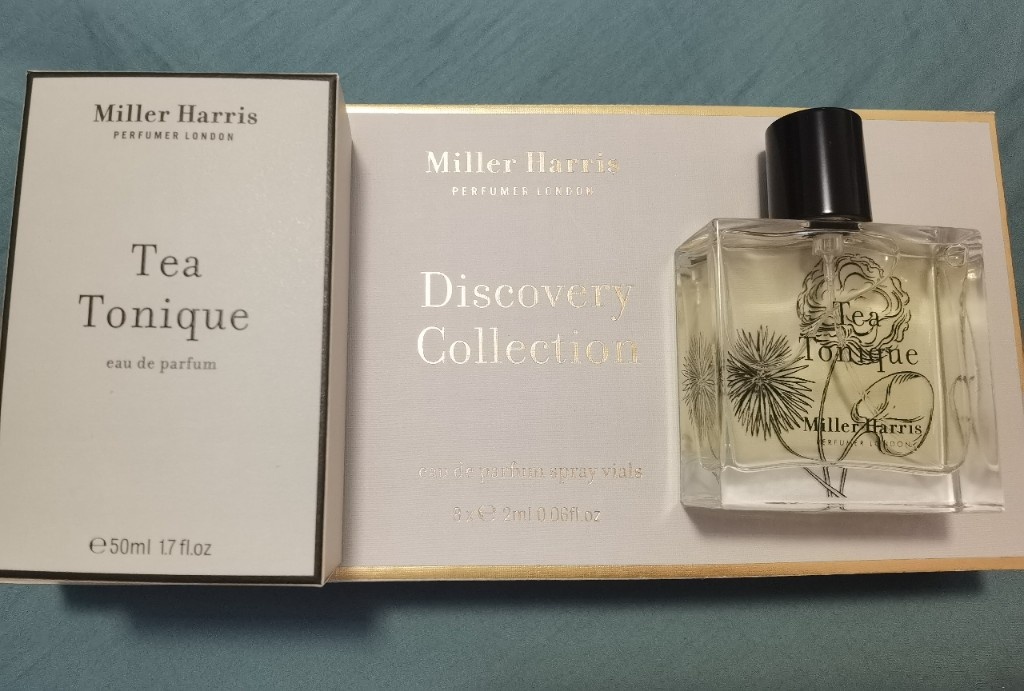 Miller Harris
PERFUMER LONDON
Tea
Tonique
eau de parfum
℮50ml 1.7 fl.oz
Miller Harris
PERFUMER LONDON
Discovery
Collection
eau de parfum spray vials
3 x ℮ 2ml 0.06fl.oz
Tea
Tonique
Miller Harris
PERFUMER LONDON